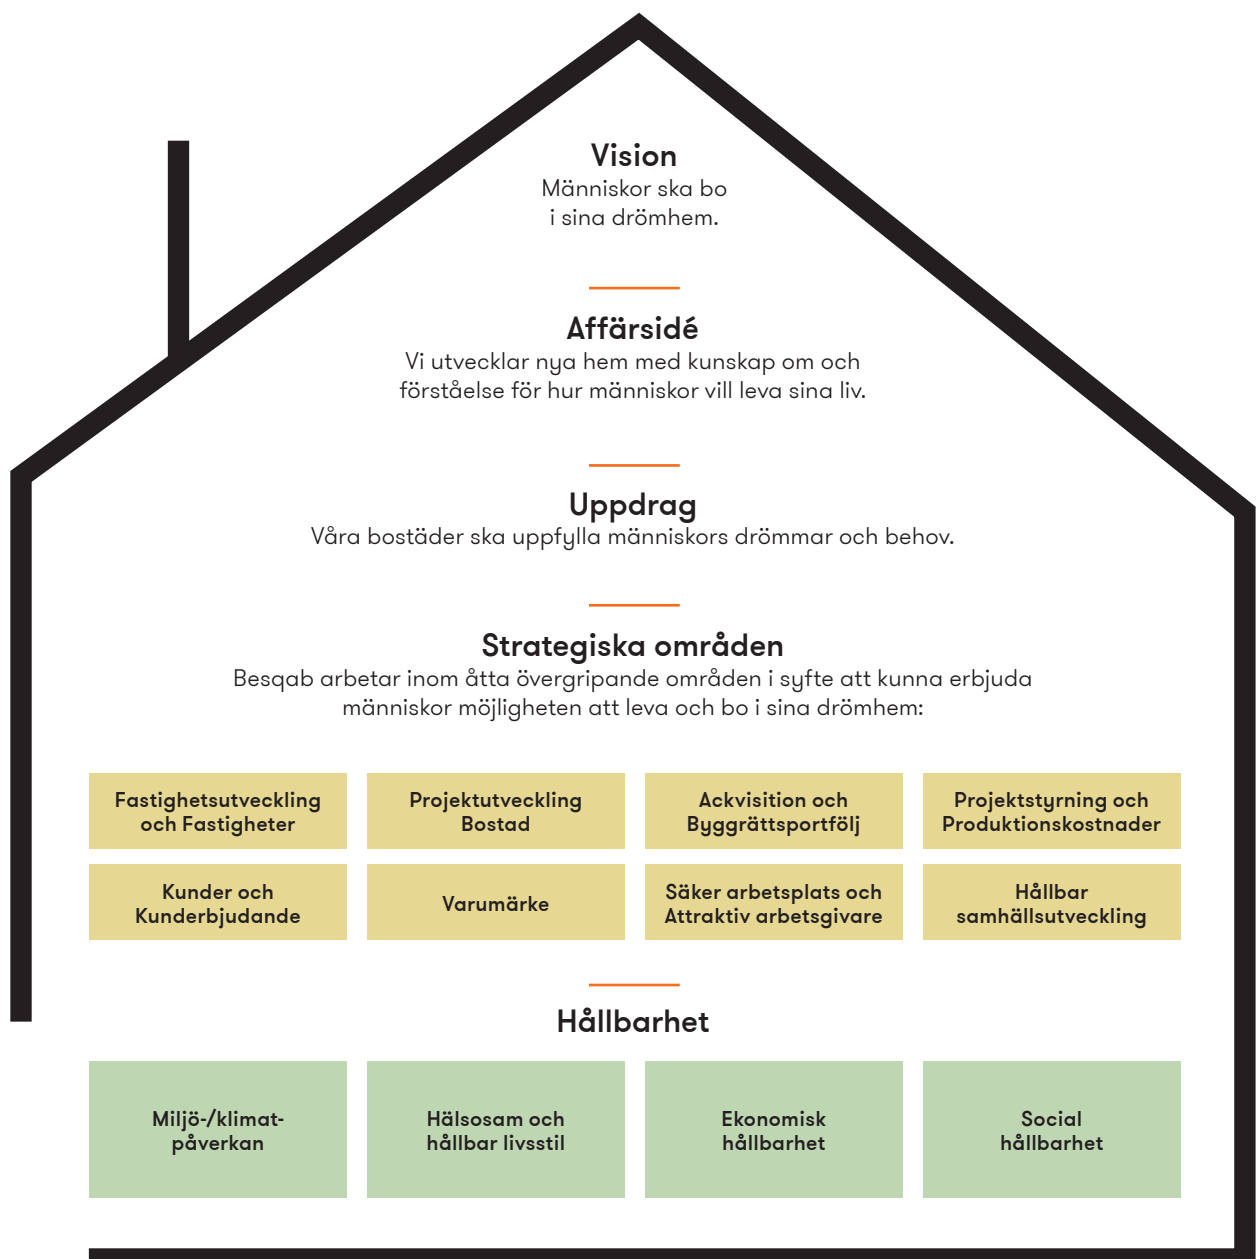 Vision
Människor ska bo
i sina drömhem.
Affärsidé
Vi utvecklar nya hem med kunskap om och
förståelse för hur människor vill leva sina liv.
Uppdrag
Våra bostäder ska uppfylla människors drömmar och behov.
Strategiska områden
Besqab arbetar inom åtta övergripande områden i syfte att kunna erbjuda
människor möjligheten att leva och bo i sina drömhem:
Fastighetsutveckling
och Fastigheter
Projektutveckling
Bostad
Ackvisition och
Byggrättsportfölj
Projektstyrning och
Produktionskostnader
Kunder och
Kunderbjudande
Varumärke
Säker arbetsplats och
Attraktiv arbetsgivare
Hållbar
samhällsutveckling
Hållbarhet
Miljö-/klimat-
påverkan
Hälsosam och
hållbar livsstil
Ekonomisk
hållbarhet
Social
hållbarhet